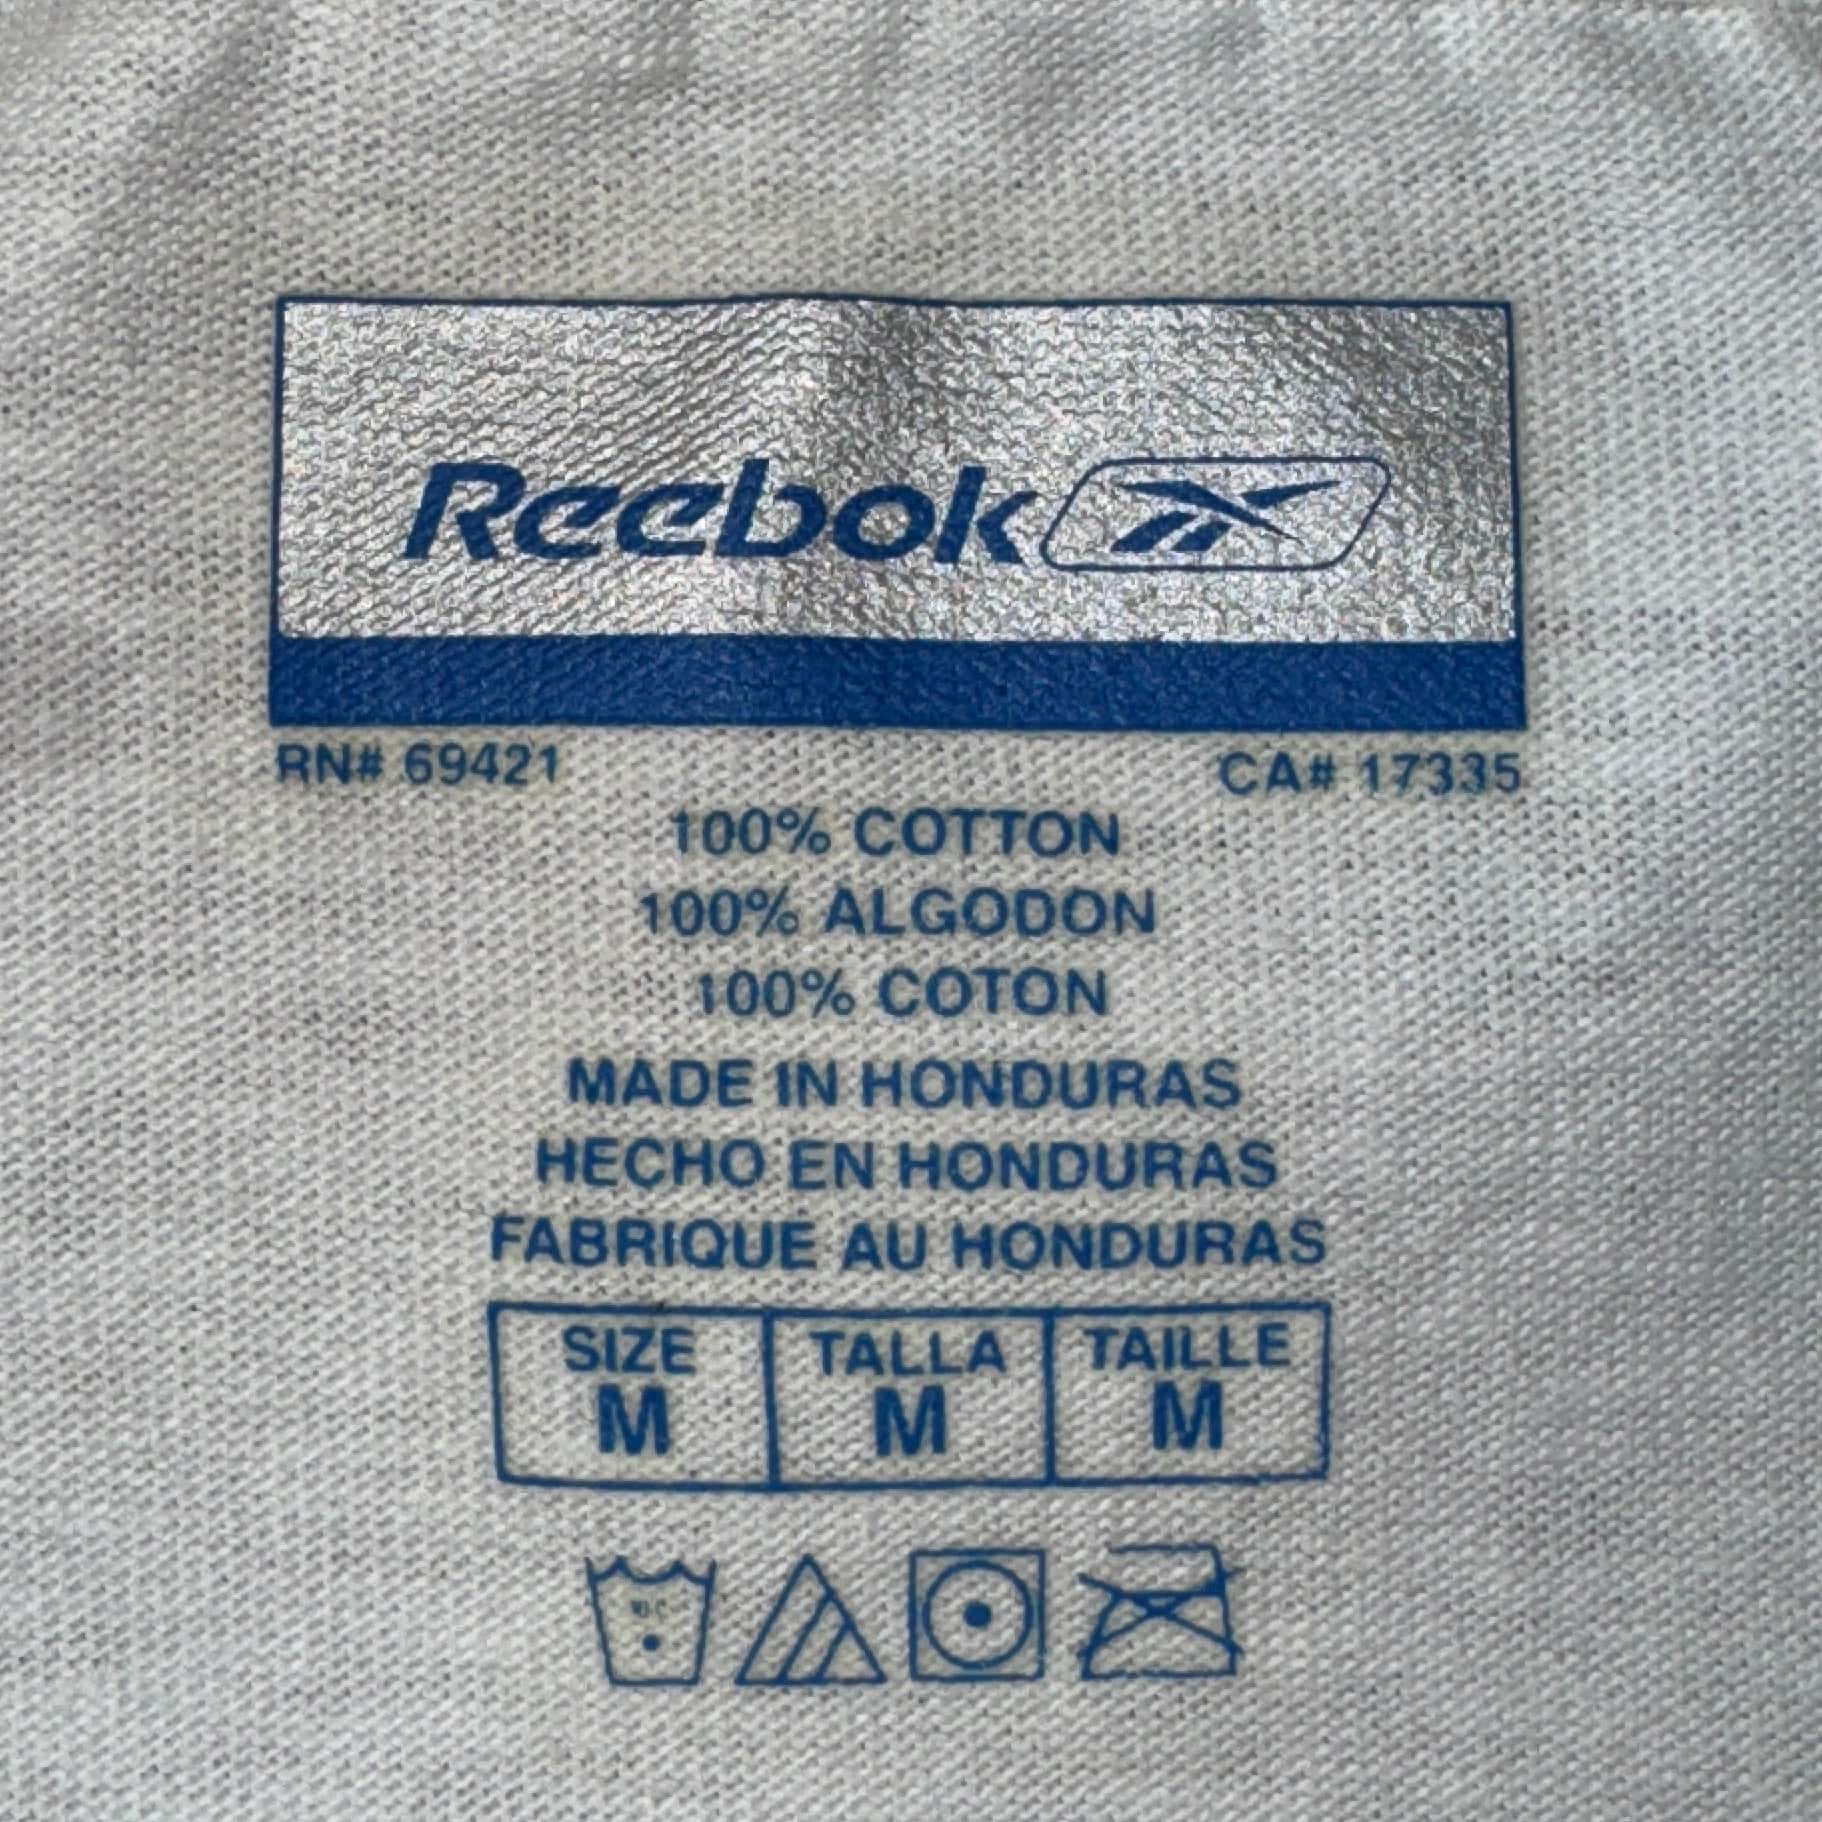 Reebok
RN# 69421 CA# 17335
100% COTTON
100% ALGODON
100% COTON
MADE IN HONDURAS
HECHO EN HONDURAS
FABRIQUE AU HONDURAS
SIZE TALLA TAILLE
M M M